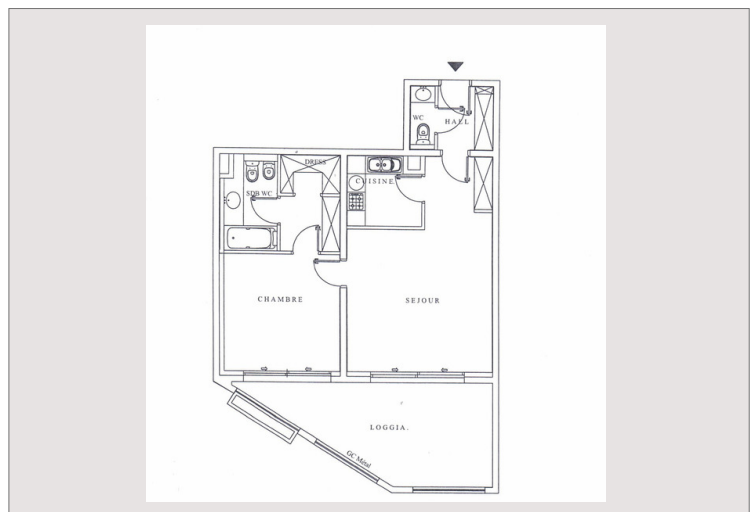 WC
HALL
DRESS
CUISINE
SDB WC
CHAMBRE
SEJOUR
LOGGIA.
GC Métal